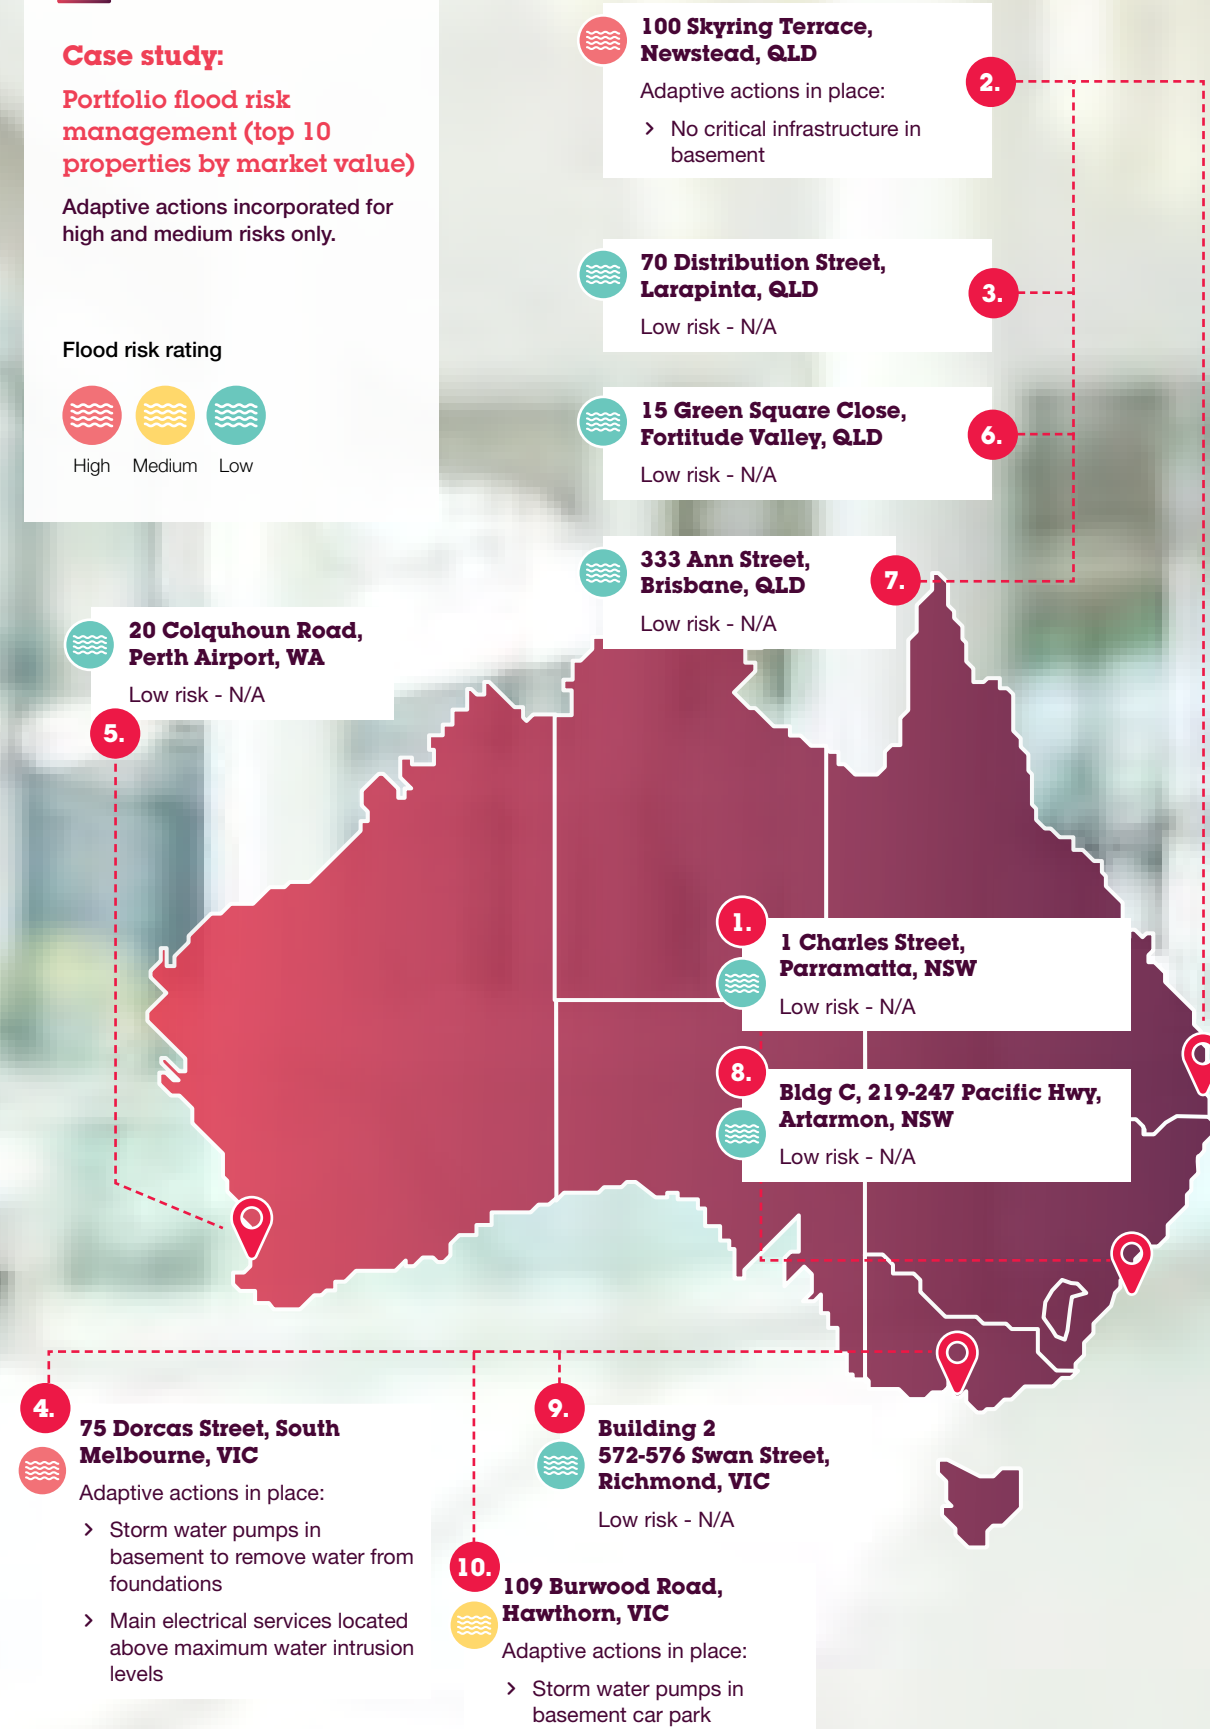 Case study:
Portfolio flood risk
management (top 10
properties by market value)
Adaptive actions incorporated for
high and medium risks only.
Flood risk rating
High Medium Low
100 Skyring Terrace,
Newstead, QLD
Adaptive actions in place:
> No critical infrastructure in
basement
2.
70 Distribution Street,
Larapinta, QLD
Low risk - N/A
3.
15 Green Square Close,
Fortitude Valley, QLD
Low risk - N/A
6.
333 Ann Street,
Brisbane, QLD
Low risk - N/A
7.
20 Colquhoun Road,
Perth Airport, WA
Low risk - N/A
5.
1.
1 Charles Street,
Parramatta, NSW
Low risk - N/A
8.
Bldg C, 219-247 Pacific Hwy,
Artarmon, NSW
Low risk - N/A
4.
75 Dorcas Street, South
Melbourne, VIC
Adaptive actions in place:
> Storm water pumps in
basement to remove water from
foundations
> Main electrical services located
above maximum water intrusion
levels
9.
Building 2
572-576 Swan Street,
Richmond, VIC
Low risk - N/A
10.
109 Burwood Road,
Hawthorn, VIC
Adaptive actions in place:
> Storm water pumps in
basement car park